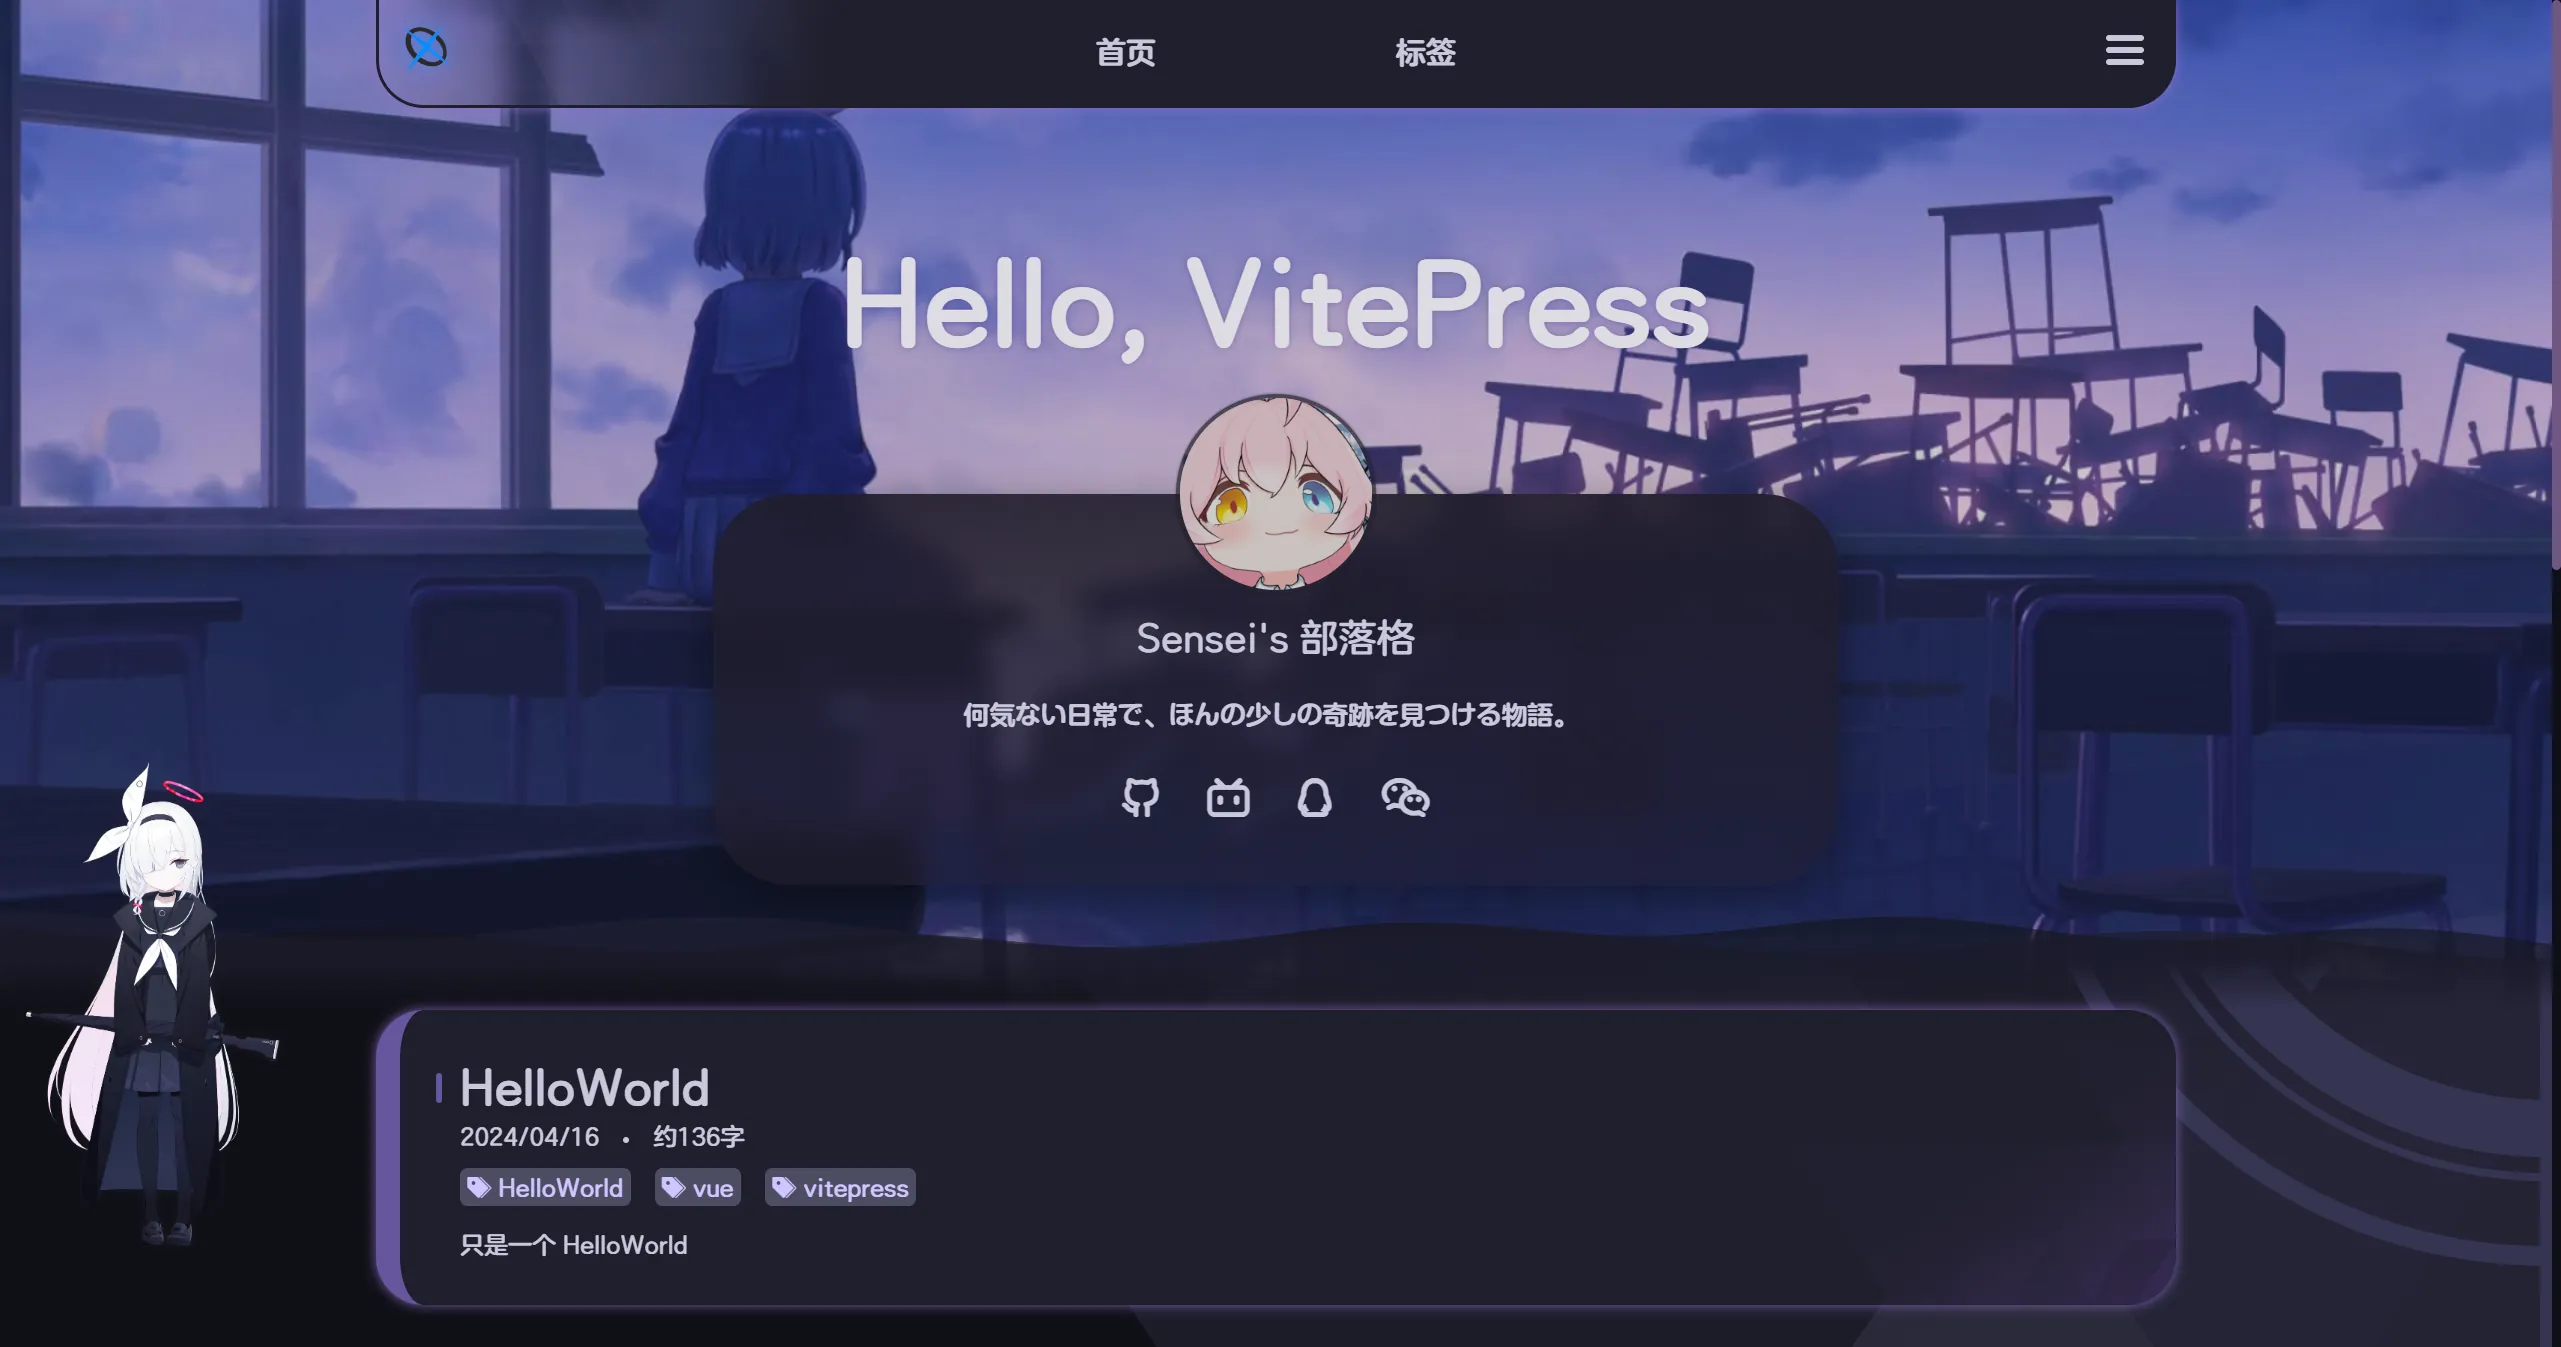 首页 标签
Hello, VitePress
Sensei's 部落格
何気ない日常で、ほんの少しの奇跡を見つける物語。
HelloWorld
2024/04/16 • 约136字
HelloWorld vue vitepress
只是一个 HelloWorld